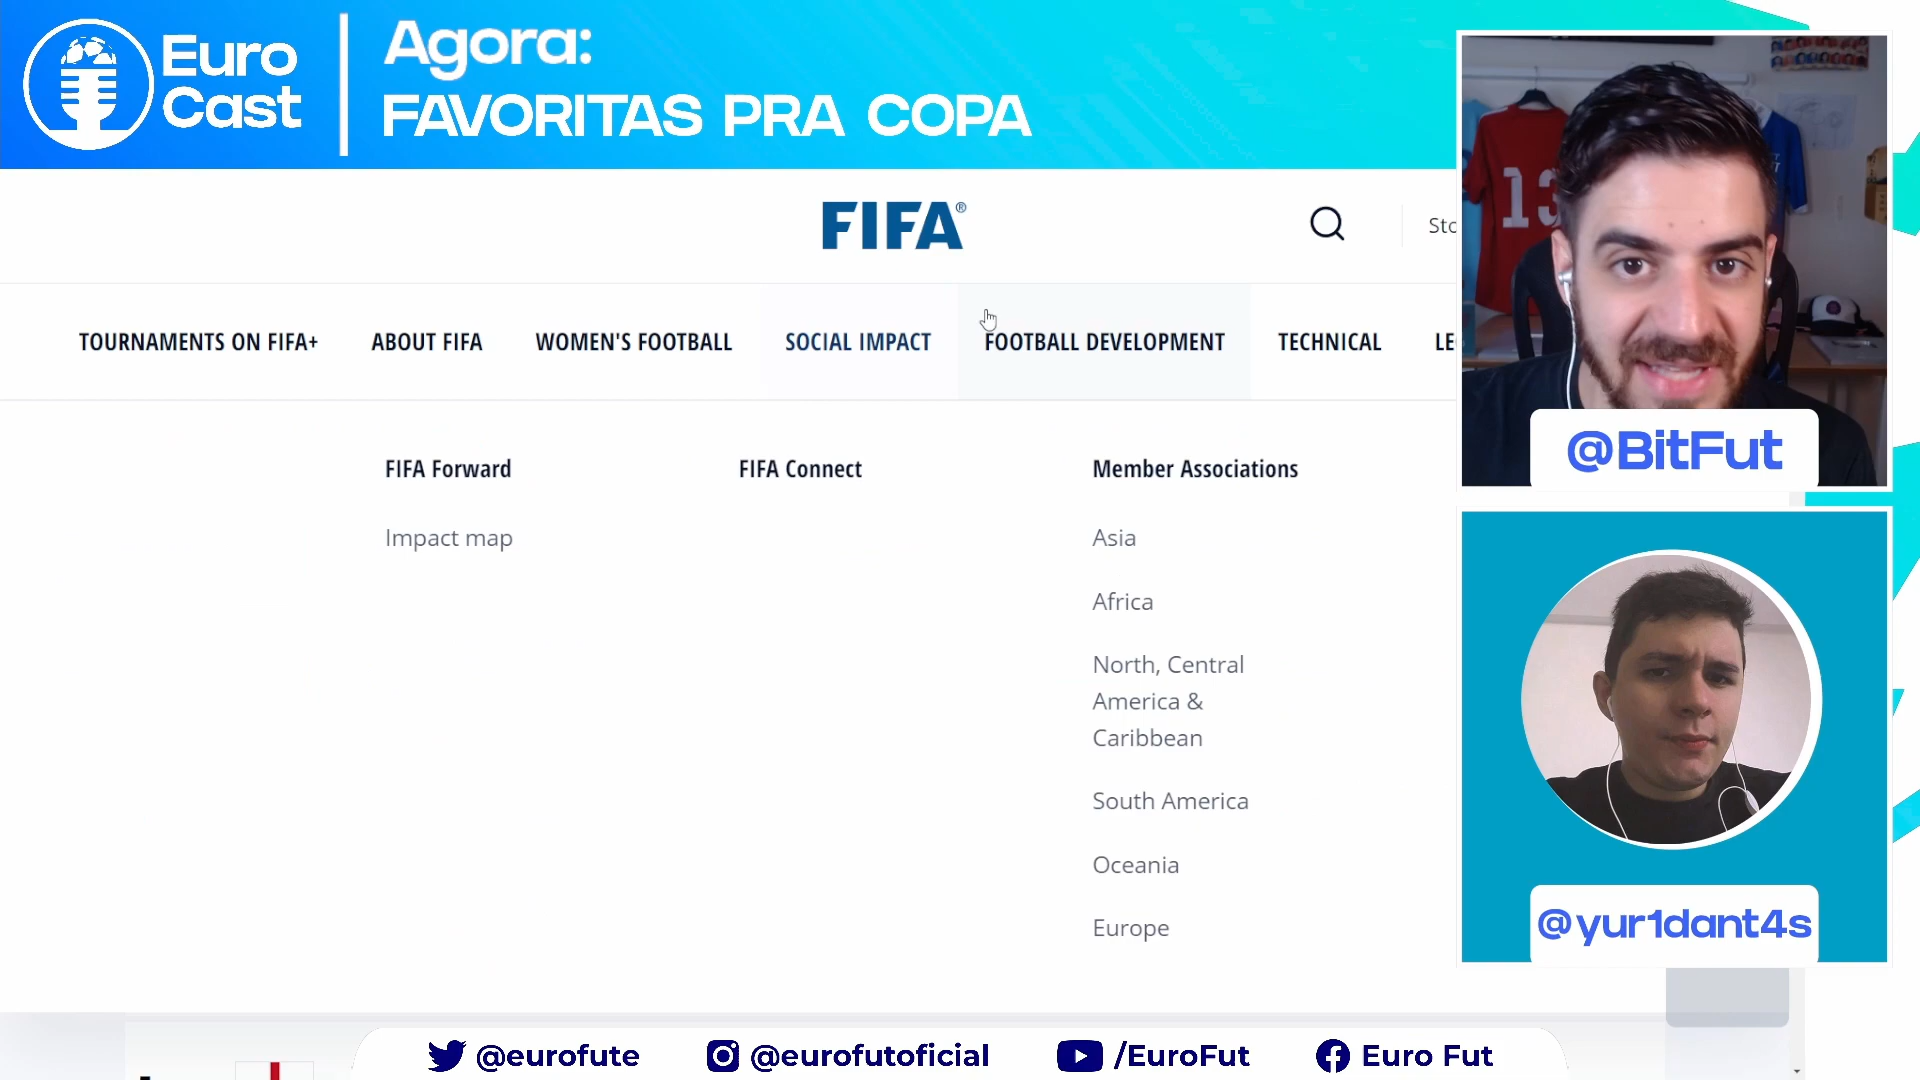 Euro
Cast
Agora:
FAVORITAS PRA COPA
FIFA®
TOURNAMENTS ON FIFA+
ABOUT FIFA
WOMEN'S FOOTBALL
SOCIAL IMPACT
FOOTBALL DEVELOPMENT
TECHNICAL
FIFA Forward
FIFA Connect
Member Associations
Impact map
Asia
Africa
North, Central
America &
Caribbean
South America
Oceania
Europe
13
@BitFut
@yur1dant4s
@eurofute
@eurofutoficial
/EuroFut
Euro Fut